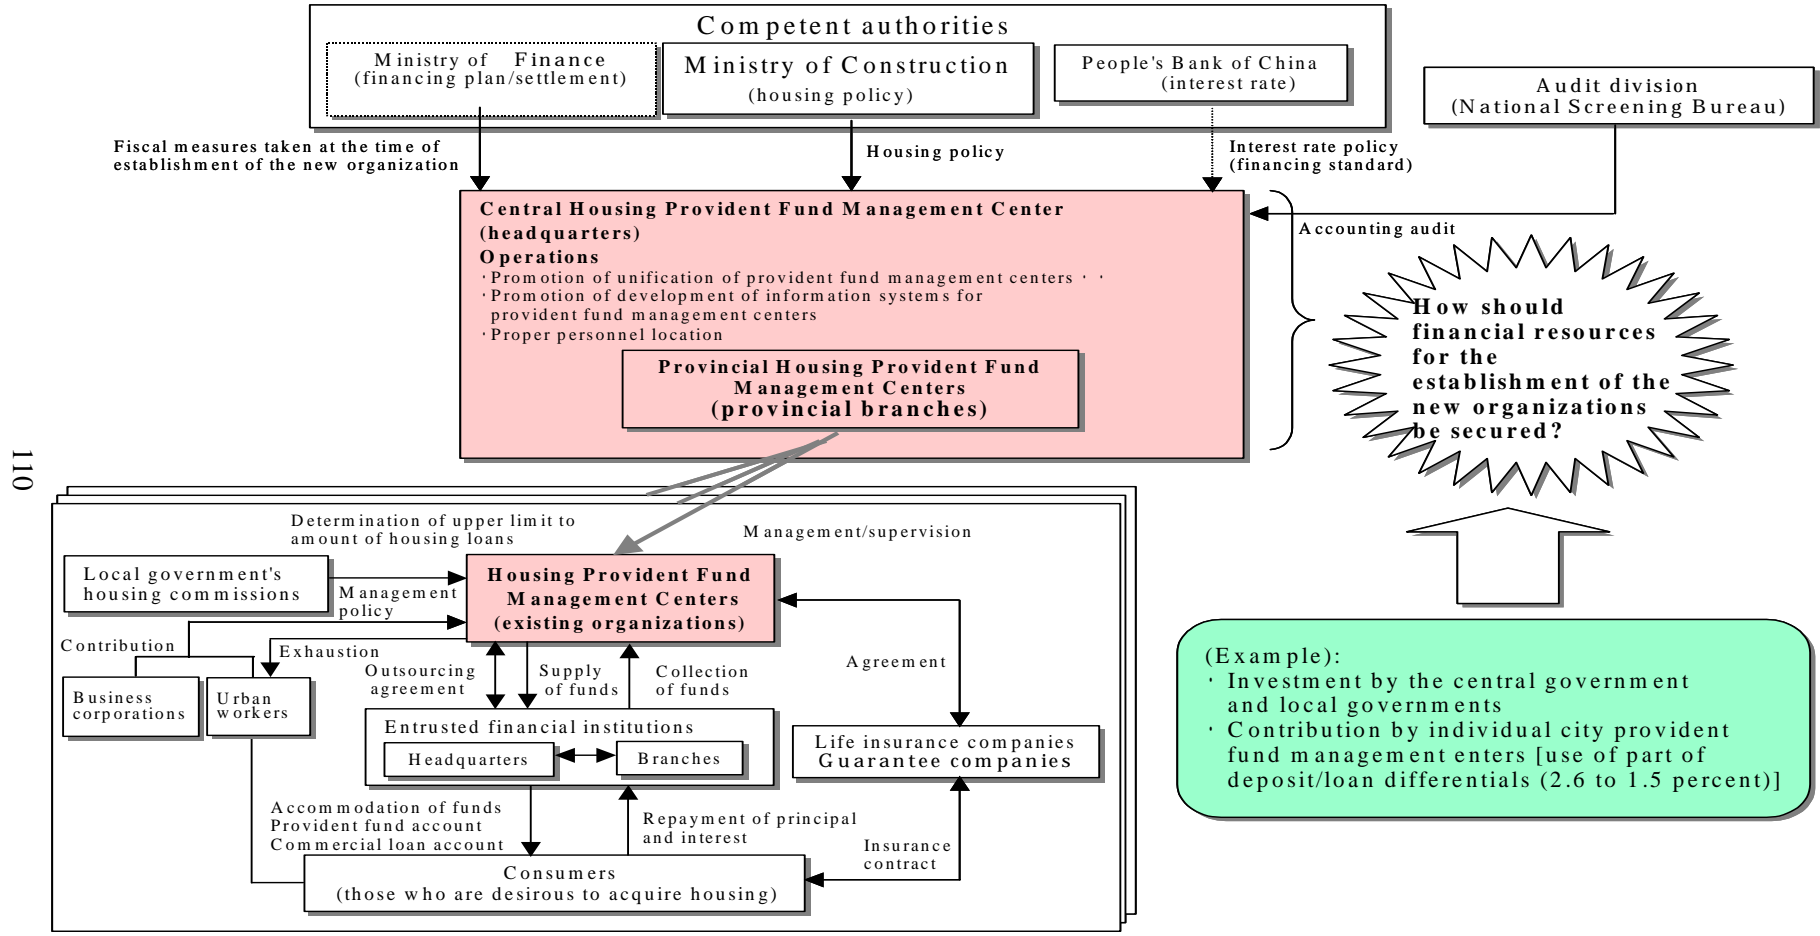 Competent authorities
Ministry of Finance
(financing plan/settlement)
Ministry of Construction
(housing policy)
People's Bank of China
(interest rate)
Audit division
(National Screening Bureau)
Fiscal measures taken at the time of
establishment of the new organization
Housing policy
Interest rate policy
(financing standard)
Accounting audit
Central Housing Provident Fund Management Center
(headquarters)
Operations
· Promotion of unification of provident fund management centers · ·
· Promotion of development of information systems for
provident fund management centers
· Proper personnel location
Provincial Housing Provident Fund
Management Centers
(provincial branches)
How should
financial resources
for the
establishment of the
new organizations
be secured?
110
Determination of upper limit to
amount of housing loans
Management/supervision
Local government's
housing commissions
Management
policy
Housing Provident Fund
Management Centers
(existing organizations)
Contribution
Exhaustion
Business
corporations
Urban
workers
Outsourcing
agreement
Supply
of funds
Collection
of funds
Agreement
Entrusted financial institutions
Headquarters
Branches
Life insurance companies
Guarantee companies
Accommodation of funds
Provident fund account
Commercial loan account
Repayment of principal
and interest
Insurance
contract
Consumers
(those who are desirous to acquire housing)
(Example):
· Investment by the central government
and local governments
· Contribution by individual city provident
fund management enters [use of part of
deposit/loan differentials (2.6 to 1.5 percent)]